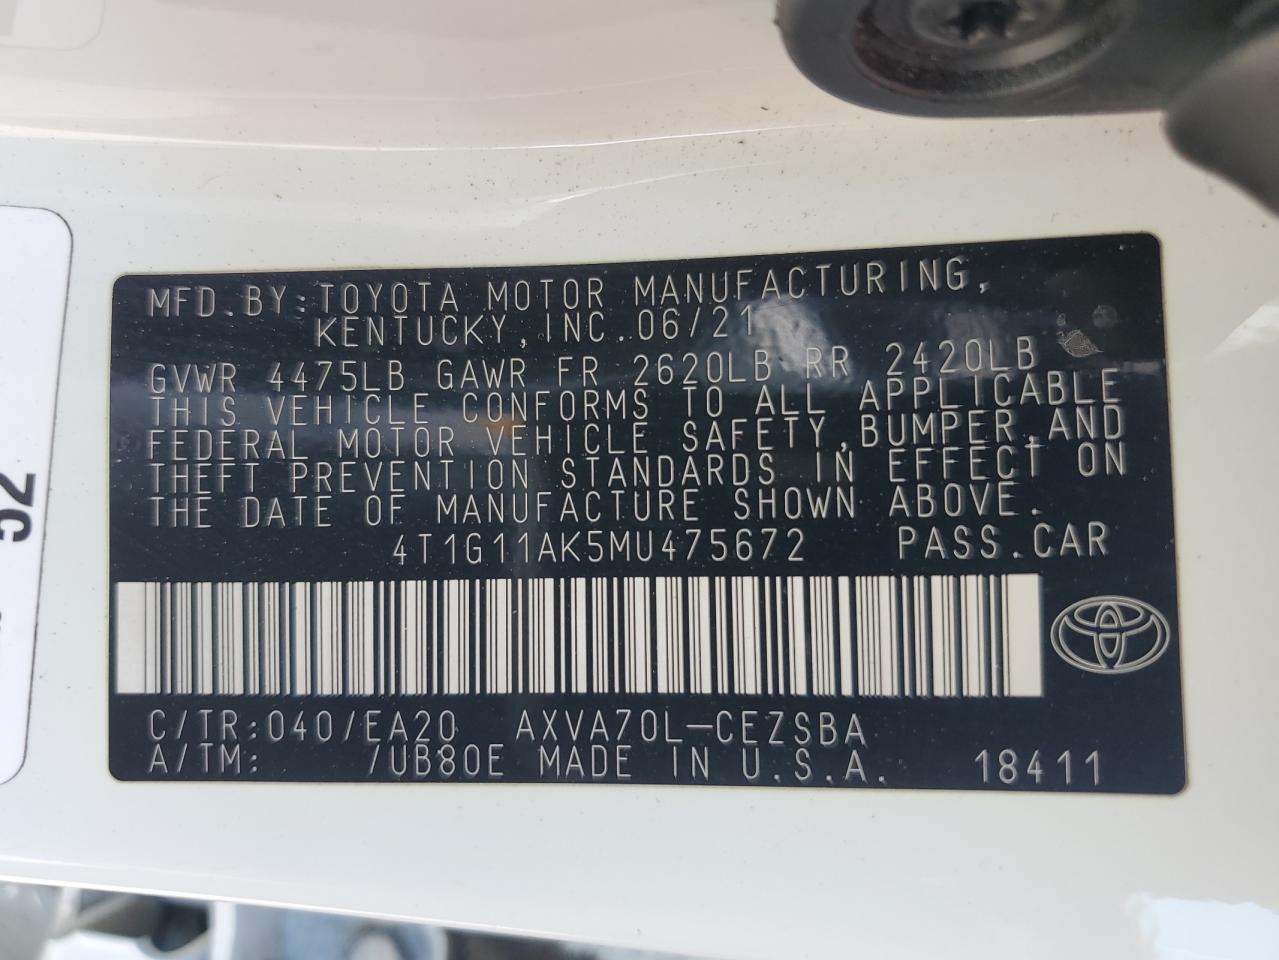 MFD.BY:TOYOTA MOTOR MANUFACTURING,
KENTUCKY,INC.06/21
GVWR 4475LB GAWR FR 2620LB RR 2420LB
THIS VEHICLE CONFORMS TO ALL APPLICABLE
FEDERAL MOTOR VEHICLE SAFETY,BUMPER,AND
THEFT PREVENTION STANDARDS IN EFFECT ON
THE DATE OF MANUFACTURE SHOWN ABOVE.
4T1G11AK5MU475672 PASS.CAR
C/TR:040/EA20 AXVA70L-CEZSBA
A/TM: /UB80E MADE IN U.S.A. 18411
52